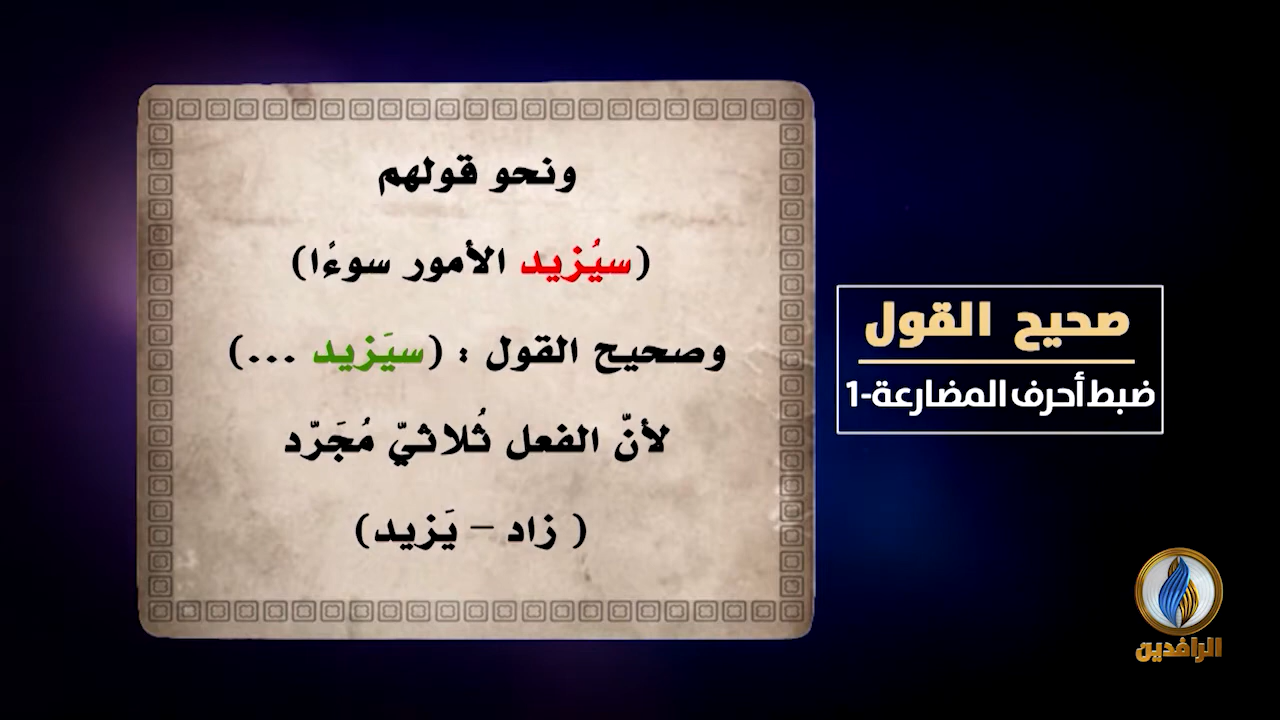 ونحو قولهم
(سيُزيد الأمور سوءًا)
وصحيح القول : (سيَزيد ...)
لأنّ الفعل ثُلاثيّ مُجَرّد
( زاد – يَزيد)
صحيح القول
ضبط أحرف المضارعة-1
الرافدين